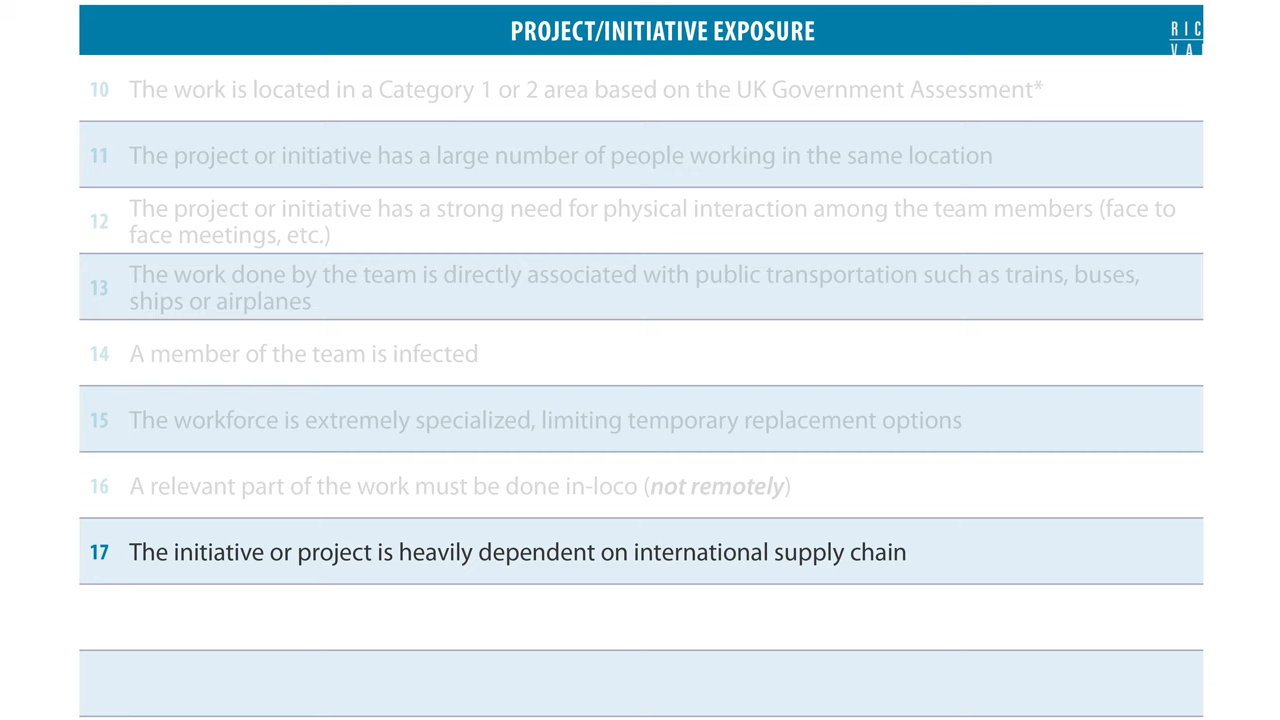 PROJECT/INITIATIVE EXPOSURE
RIC
VA
10 The work is located in a Category 1 or 2 area based on the UK Government Assessment*
11 The project or initiative has a large number of people working in the same location
12 The project or initiative has a strong need for physical interaction among the team members (face to
face meetings, etc.)
13 The work done by the team is directly associated with public transportation such as trains, buses,
ships or airplanes
14 A member of the team is infected
15 The workforce is extremely specialized, limiting temporary replacement options
16 A relevant part of the work must be done in-loco (not remotely)
17 The initiative or project is heavily dependent on international supply chain